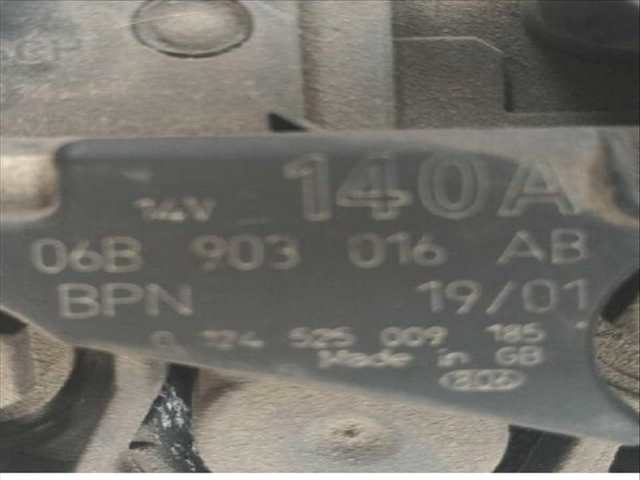 14V 140A
06B 903 016 AB
BPN 19/01
0 124 525 009 185
Made in GB